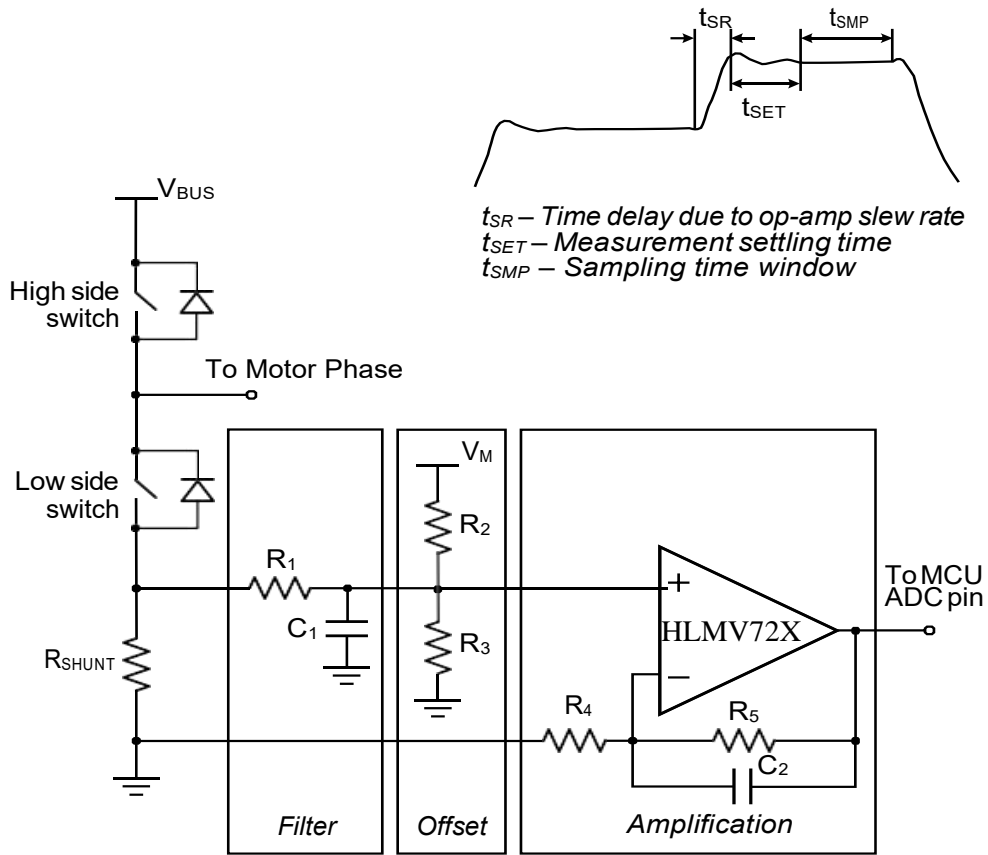 tSR
tSMP
tSET
tSR – Time delay due to op-amp slew rate
tSET – Measurement settling time
tSMP – Sampling time window
VBUS
High side
switch
To Motor Phase
Low side
switch
VM
R2
R1
C1
R3
RSHUNT
+
HLMV72X
−
To MCU
ADC pin
R4
R5
C2
Filter
Offset
Amplification